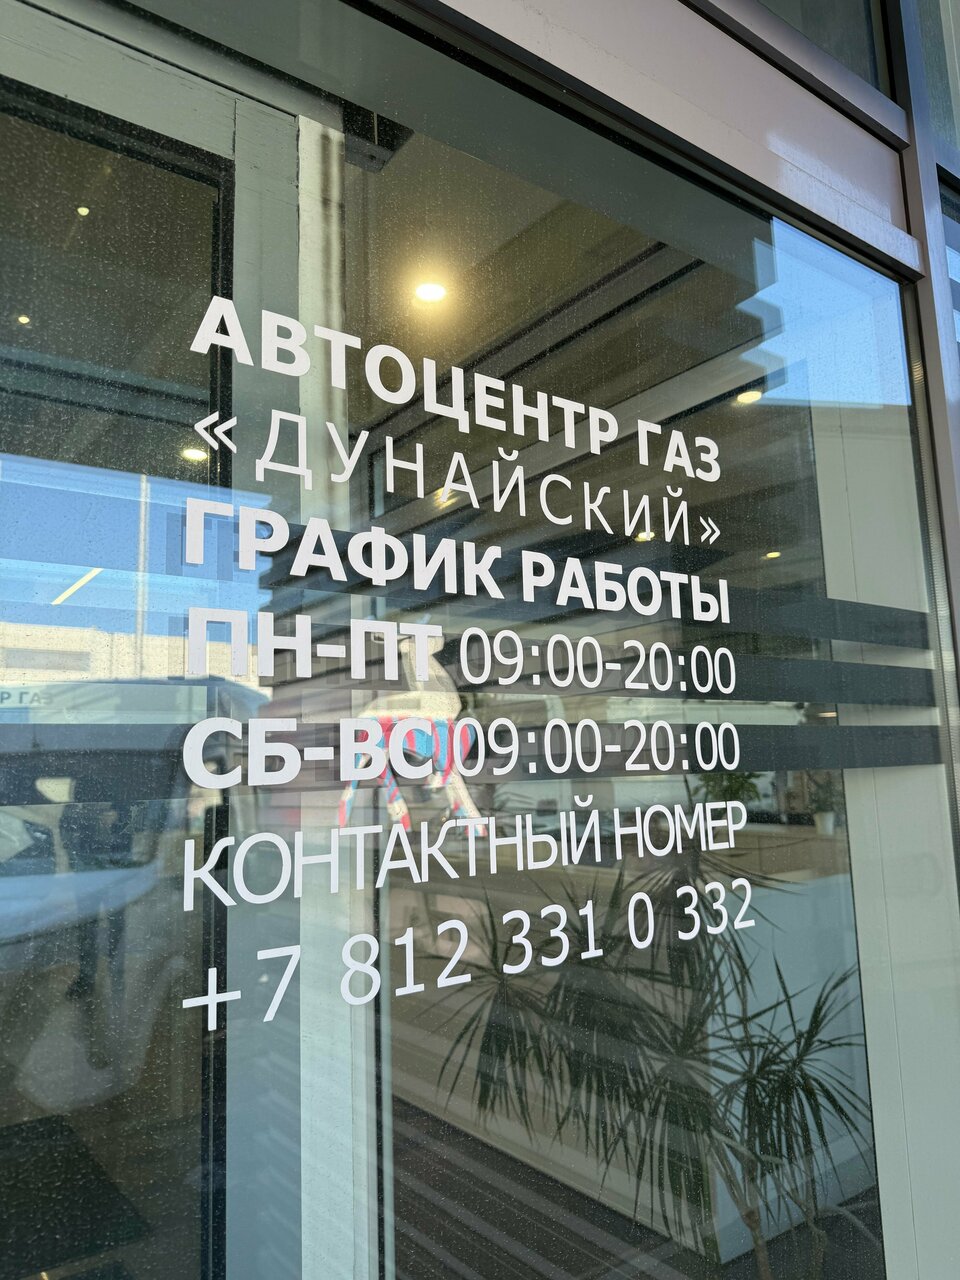 АВТОЦЕНТР ГАЗ
«ДУНАЙСКИЙ»
ГРАФИК РАБОТЫ
ПН-ПТ 09:00-20:00
СБ-ВС 09:00-20:00
КОНТАКТНЫЙ НОМЕР
+7 812 331 0 332